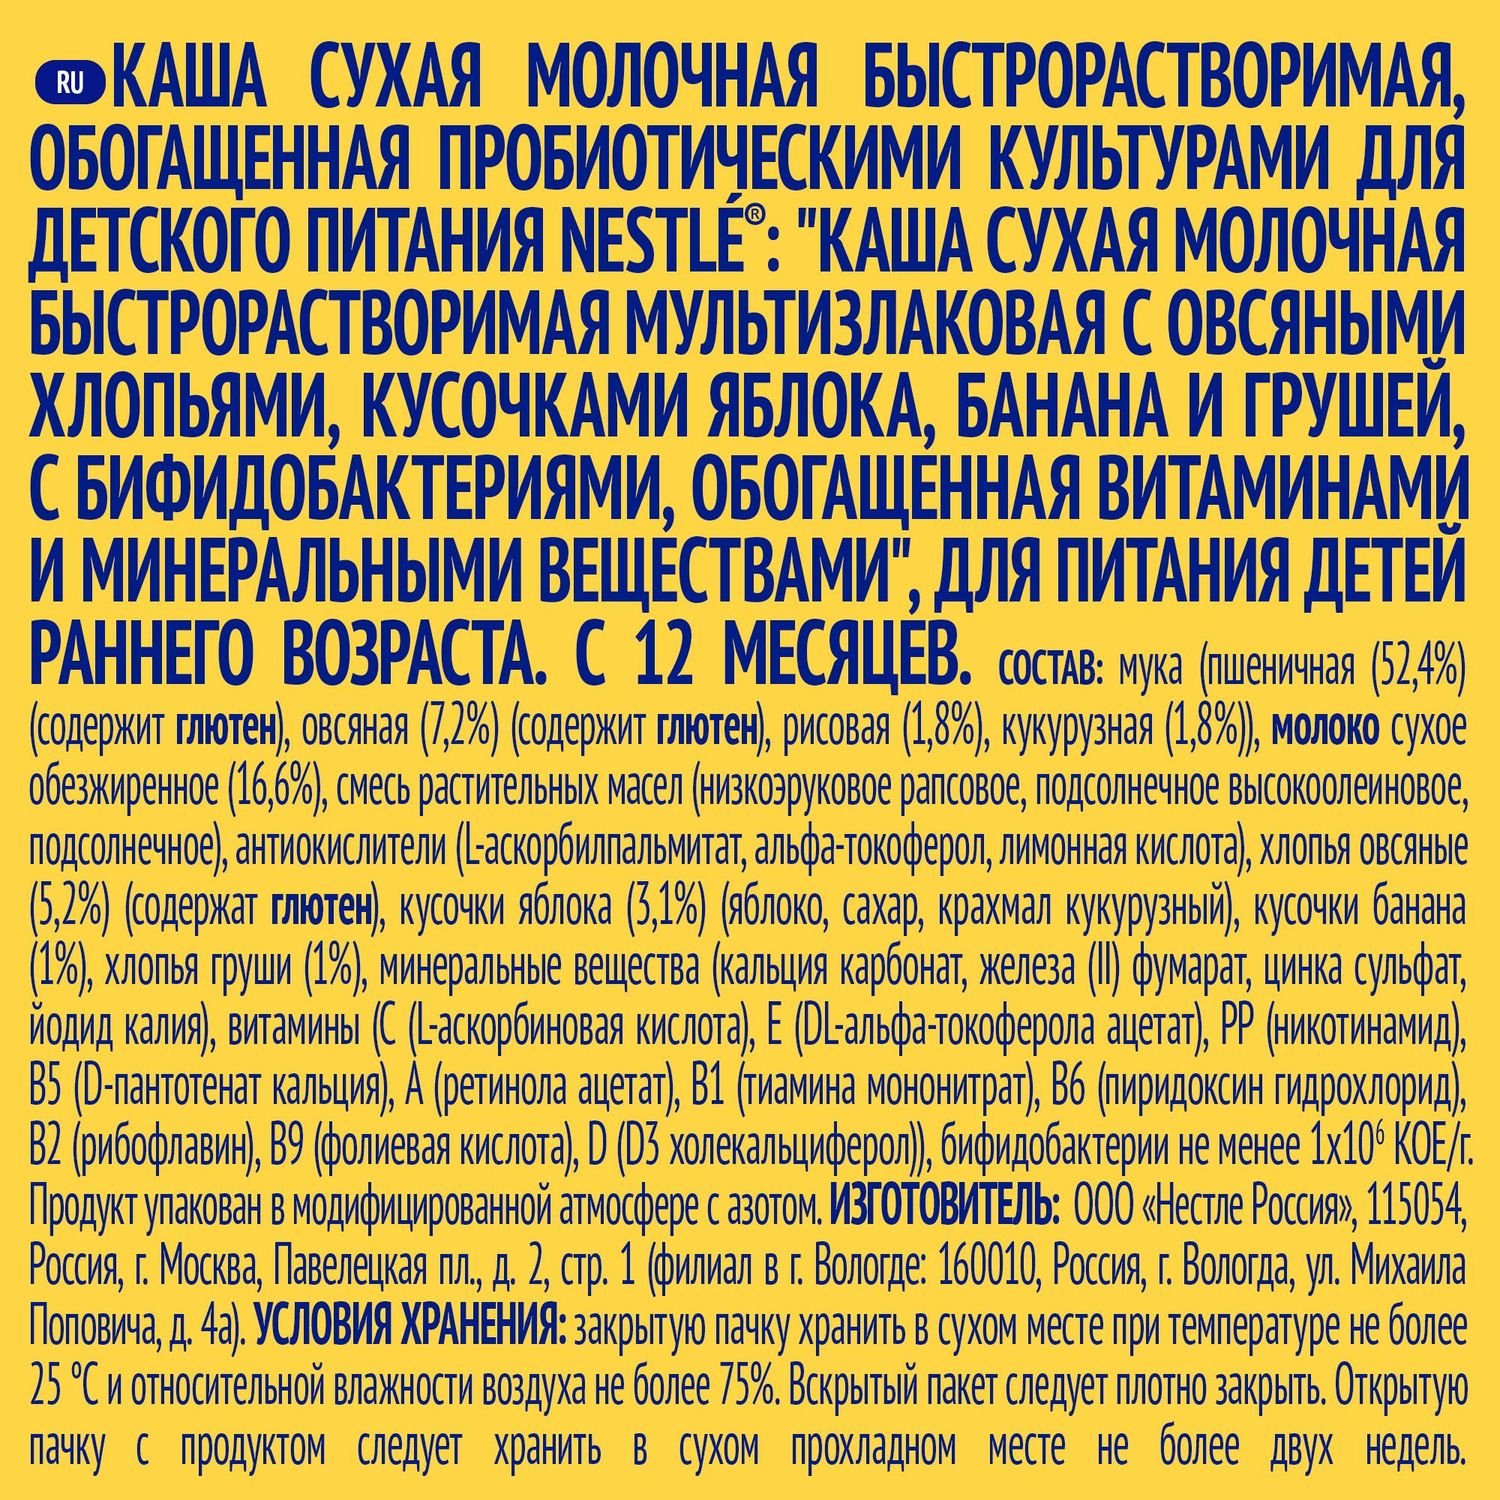 RU КАША СУХАЯ МОЛОЧНАЯ БЫСТРОРАСТВОРИМАЯ,
ОБОГАЩЕННАЯ ПРОБИОТИЧЕСКИМИ КУЛЬТУРАМИ ДЛЯ
ДЕТСКОГО ПИТАНИЯ NESTLÉ®: "КАША СУХАЯ МОЛОЧНАЯ
БЫСТРОРАСТВОРИМАЯ МУЛЬТИЗЛАКОВАЯ С ОВСЯНЫМИ
ХЛОПЬЯМИ, КУСОЧКАМИ ЯБЛОКА, БАНАНА И ГРУШЕЙ,
С БИФИДОБАКТЕРИЯМИ, ОБОГАЩЕННАЯ ВИТАМИНАМИ
И МИНЕРАЛЬНЫМИ ВЕЩЕСТВАМИ", ДЛЯ ПИТАНИЯ ДЕТЕЙ
РАННЕГО ВОЗРАСТА. С 12 МЕСЯЦЕВ. СОСТАВ: мука (пшеничная (52,4%)
(содержит глютен), овсяная (7,2%) (содержит глютен), рисовая (1,8%), кукурузная (1,8%)), молоко сухое
обезжиренное (16,6%), смесь растительных масел (низкоэруковое рапсовое, подсолнечное высокоолеиновое,
подсолнечное), антиокислители (L-аскорбилпальмитат, альфа-токоферол, лимонная кислота), хлопья овсяные
(5,2%) (содержат глютен), кусочки яблока (3,1%) (яблоко, сахар, крахмал кукурузный), кусочки банана
(1%), хлопья груши (1%), минеральные вещества (кальция карбонат, железа (II) фумарат, цинка сульфат,
йодид калия), витамины (C (L-аскорбиновая кислота), E (DL-альфа-токоферола ацетат), PP (никотинамид),
B5 (D-пантотенат кальция), A (ретинола ацетат), B1 (тиамина мононитрат), B6 (пиридоксин гидрохлорид),
B2 (рибофлавин), B9 (фолиевая кислота), D (D3 холекальциферол)), бифидобактерии не менее 1x10⁶ КОЕ/г.
Продукт упакован в модифицированной атмосфере с азотом. ИЗГОТОВИТЕЛЬ: ООО «Нестле Россия», 115054,
Россия, г. Москва, Павелецкая пл., д. 2, стр. 1 (филиал в г. Вологде: 160010, Россия, г. Вологда, ул. Михаила
Поповича, д. 4а). УСЛОВИЯ ХРАНЕНИЯ: закрытую пачку хранить в сухом месте при температуре не более
25 °C и относительной влажности воздуха не более 75%. Вскрытый пакет следует плотно закрыть. Открытую
пачку с продуктом следует хранить в сухом прохладном месте не более двух недель.